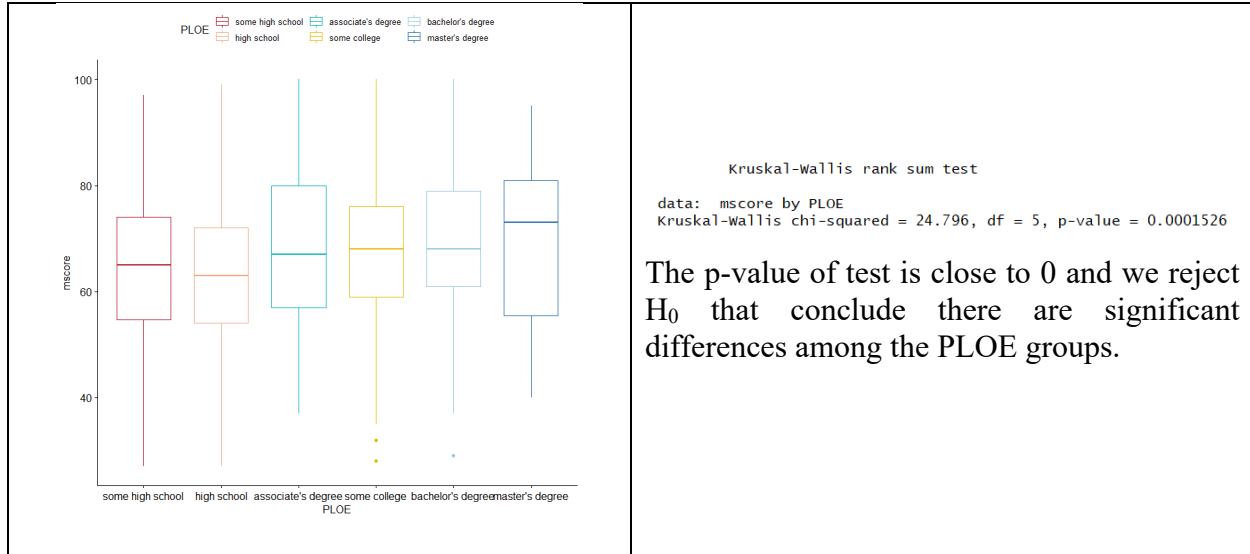 PLOE some high school associate's degree bachelor's degree
high school some college master's degree
100
80
60
40
mscore
some high school high school associate's degree some college bachelor's degree master's degree
PLOE
Kruskal-Wallis rank sum test
data: mscore by PLOE
Kruskal-Wallis chi-squared = 24.796, df = 5, p-value = 0.0001526
The p-value of test is close to 0 and we reject
H₀ that conclude there are significant
differences among the PLOE groups.